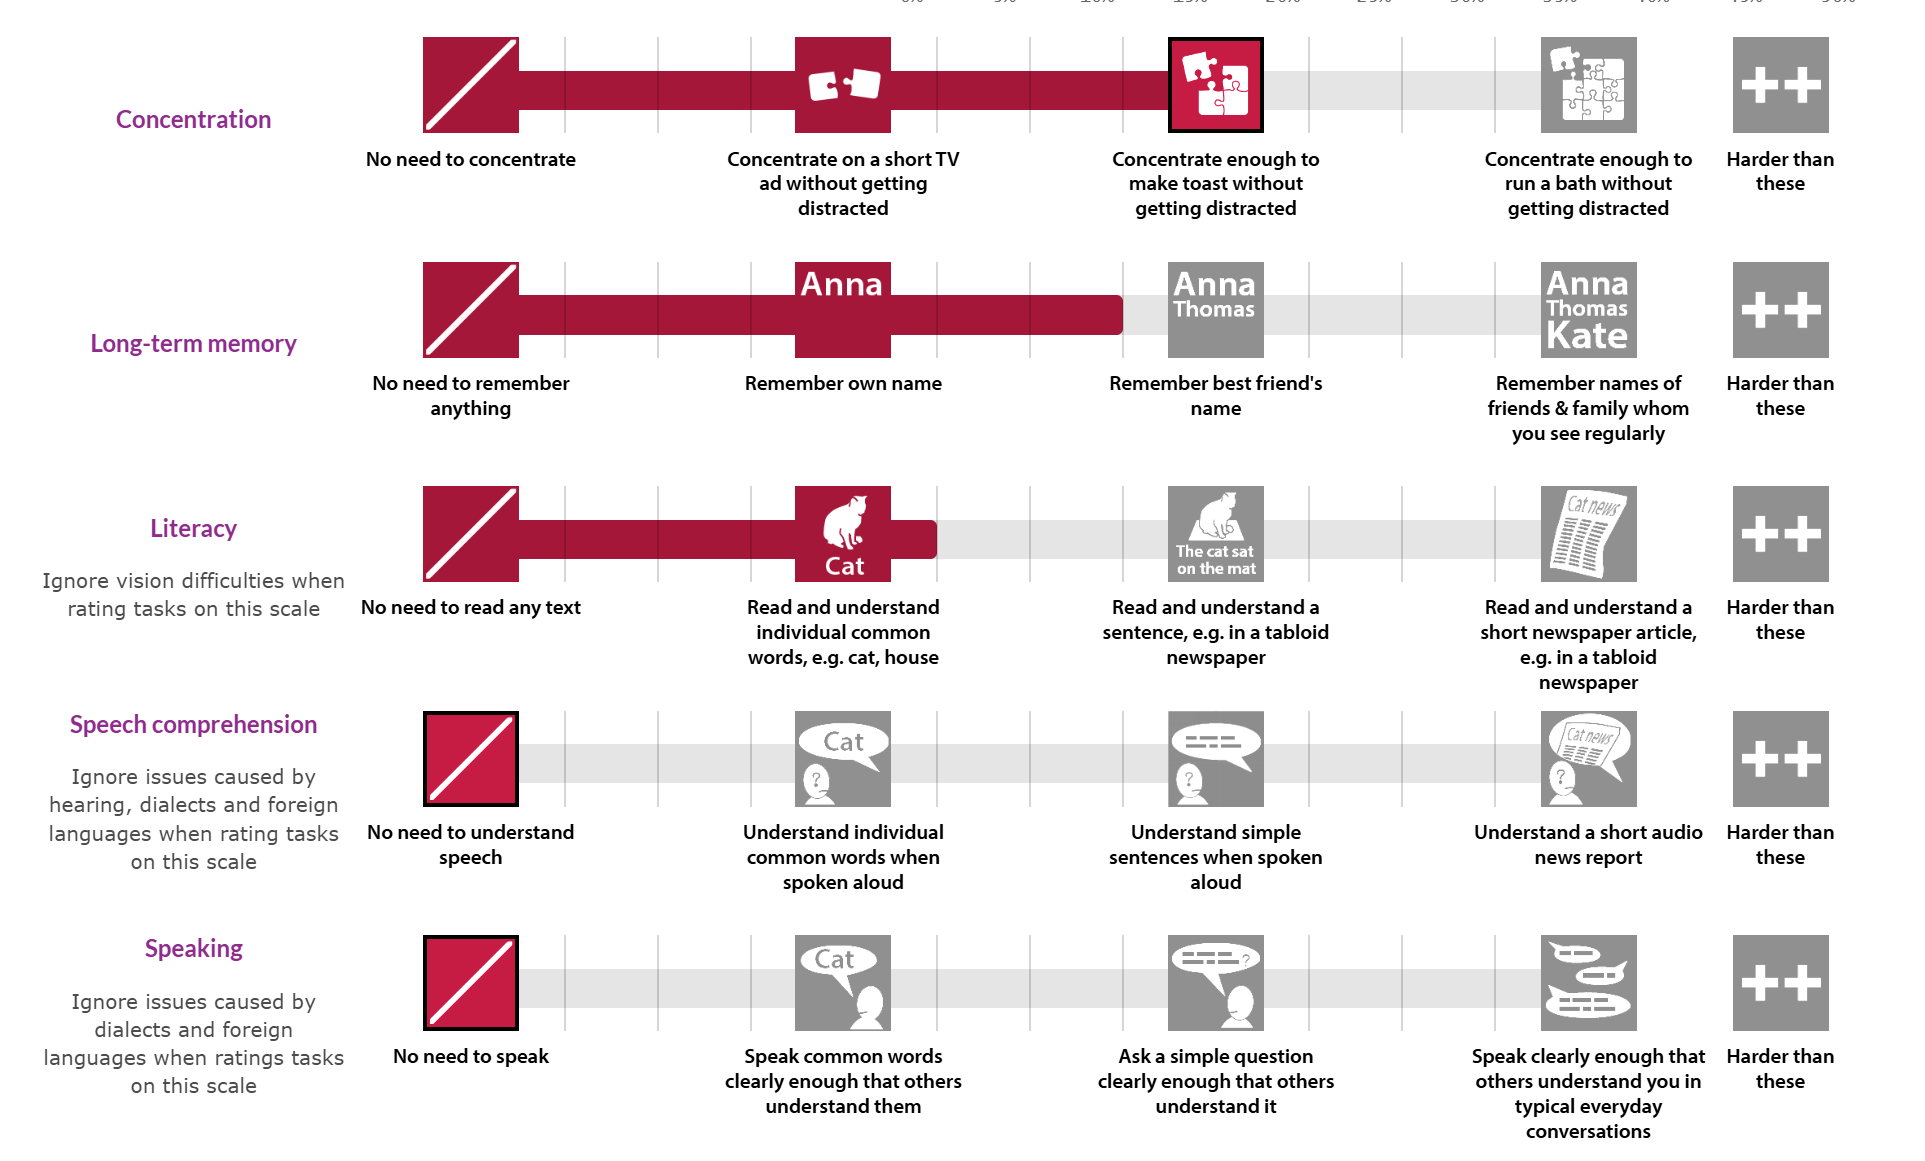 Concentration
No need to concentrate
Concentrate on a short TV
ad without getting
distracted
Concentrate enough to
make toast without
getting distracted
Concentrate enough to
run a bath without
getting distracted
++
Harder than
these
Long-term memory
No need to remember
anything
Anna
Remember own name
Anna
Thomas
Remember best friend's
name
Anna
Thomas
Kate
Remember names of
friends & family whom
you see regularly
++
Harder than
these
Literacy
Ignore vision difficulties when
rating tasks on this scale
No need to read any text
Cat
Read and understand
individual common
words, e.g. cat, house
The cat sat
on the mat
Read and understand a
sentence, e.g. in a tabloid
newspaper
Cat news
Read and understand a
short newspaper article,
e.g. in a tabloid
newspaper
++
Harder than
these
Speech comprehension
Ignore issues caused by
hearing, dialects and foreign
languages when rating tasks
on this scale
No need to understand
speech
Cat
?
Understand individual
common words when
spoken aloud
?
Understand simple
sentences when spoken
aloud
Cat news
?
Understand a short audio
news report
++
Harder than
these
Speaking
Ignore issues caused by
dialects and foreign
languages when ratings tasks
on this scale
No need to speak
Cat
Speak common words
clearly enough that others
understand them
?
Ask a simple question
clearly enough that others
understand it
Speak clearly enough that
others understand you in
typical everyday
conversations
++
Harder than
these